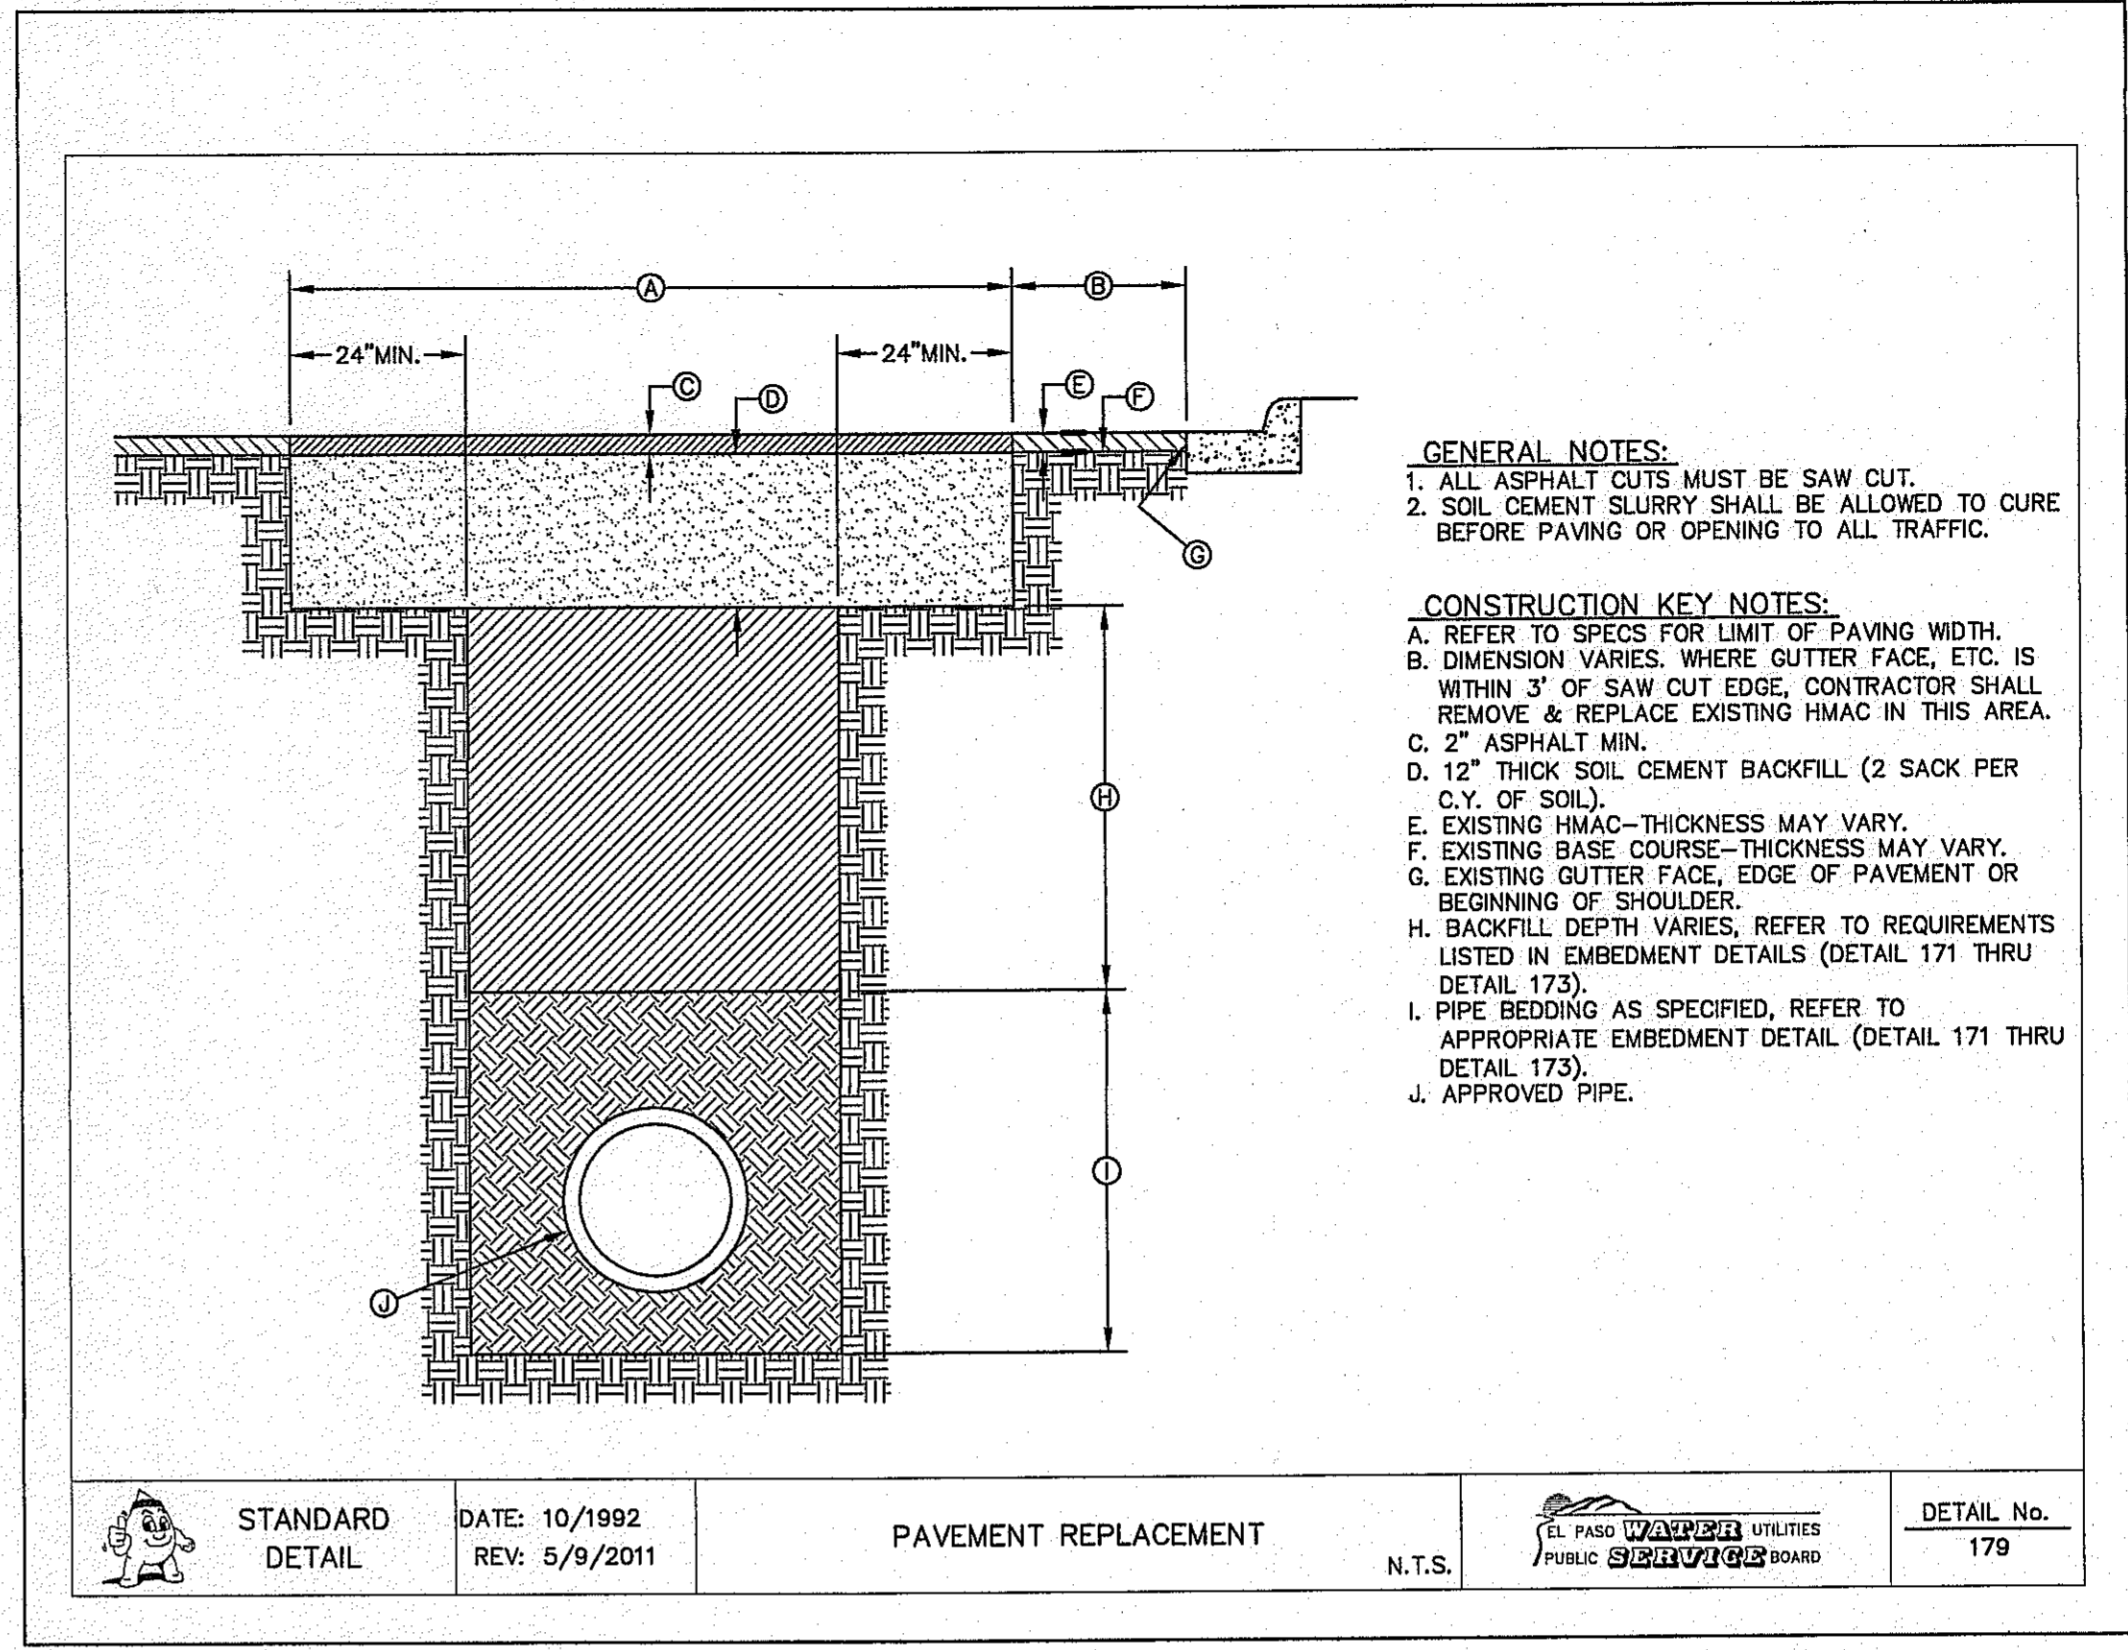 A
B
24"MIN.
24"MIN.
C
D
E
F
G
H
I
J
GENERAL NOTES:
1. ALL ASPHALT CUTS MUST BE SAW CUT.
2. SOIL CEMENT SLURRY SHALL BE ALLOWED TO CURE
BEFORE PAVING OR OPENING TO ALL TRAFFIC.
CONSTRUCTION KEY NOTES:
A. REFER TO SPECS FOR LIMIT OF PAVING WIDTH.
B. DIMENSION VARIES. WHERE GUTTER FACE, ETC. IS
WITHIN 3' OF SAW CUT EDGE, CONTRACTOR SHALL
REMOVE & REPLACE EXISTING HMAC IN THIS AREA.
C. 2" ASPHALT MIN.
D. 12" THICK SOIL CEMENT BACKFILL (2 SACK PER
C.Y. OF SOIL).
E. EXISTING HMAC-THICKNESS MAY VARY.
F. EXISTING BASE COURSE-THICKNESS MAY VARY.
G. EXISTING GUTTER FACE, EDGE OF PAVEMENT OR
BEGINNING OF SHOULDER.
H. BACKFILL DEPTH VARIES, REFER TO REQUIREMENTS
LISTED IN EMBEDMENT DETAILS (DETAIL 171 THRU
DETAIL 173).
I. PIPE BEDDING AS SPECIFIED, REFER TO
APPROPRIATE EMBEDMENT DETAIL (DETAIL 171 THRU
DETAIL 173).
J. APPROVED PIPE.
STANDARD
DETAIL
DATE: 10/1992
REV: 5/9/2011
PAVEMENT REPLACEMENT
N.T.S.
EL PASO WATER UTILITIES
PUBLIC SERVICE BOARD
DETAIL No.
179